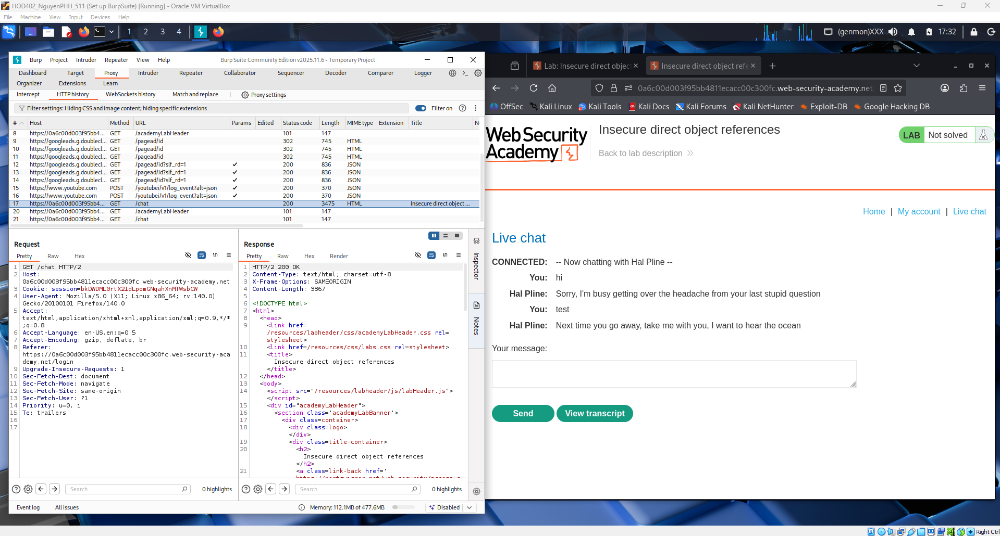 HOD402_NguyenPHH_511 (Set up BurpSuite) [Running] - Oracle VM VirtualBox
File Machine View Input Devices Help
1 2 3 4 (genmon)XXX 17:32
Burp Project Intruder Repeater View Help Burp Suite Community Edition v2025.11.6 - Temporary Project
Dashboard Target Proxy Intruder Repeater Collaborator Sequencer Decoder Comparer Logger
Organizer Extensions Learn
Intercept HTTP history WebSockets history Match and replace Proxy settings
Filter settings: Hiding CSS and image content; hiding specific extensions Filter on
# Host Method URL Params Edited Status code Length MIME type Extension Title
8 https://0a6c00d003f95bb4... GET /academyLabHeader 101 147
9 https://googleads.g.doublecl... GET /pagead/id 302 745 HTML
10 https://googleads.g.doublecl... GET /pagead/id 302 745 HTML
11 https://googleads.g.doublecl... GET /pagead/id 302 745 HTML
12 https://googleads.g.doublecl... GET /pagead/id?slf_rd=1 ✓ 200 836 JSON
13 https://googleads.g.doublecl... GET /pagead/id?slf_rd=1 ✓ 200 836 JSON
14 https://googleads.g.doublecl... GET /pagead/id?slf_rd=1 ✓ 200 836 JSON
15 https://www.youtube.com POST /youtubei/v1/log_event?alt=json ✓ 200 370 JSON
16 https://www.youtube.com POST /youtubei/v1/log_event?alt=json ✓ 200 370 JSON
17 https://0a6c00d003f95bb4... GET /chat 200 3475 HTML Insecure direct object ...
20 https://0a6c00d003f95bb4... GET /academyLabHeader 101 147
21 https://0a6c00d003f95bb4... GET /chat 101 147
Request
Pretty Raw Hex \n
1 GET /chat HTTP/2
2 Host:
0a6c00d003f95bb4811ecacc00c300fc.web-security-academy.net
3 Cookie: session=bkDWDML0rtX21dLpomGNqahXnMTWsbCW
4 User-Agent: Mozilla/5.0 (X11; Linux x86_64; rv:140.0)
Gecko/20100101 Firefox/140.0
5 Accept:
text/html,application/xhtml+xml,application/xml;q=0.9,*/*
;q=0.8
6 Accept-Language: en-US,en;q=0.5
7 Accept-Encoding: gzip, deflate, br
8 Referer:
https://0a6c00d003f95bb4811ecacc00c300fc.web-security-aca
demy.net/login
9 Upgrade-Insecure-Requests: 1
10 Sec-Fetch-Dest: document
11 Sec-Fetch-Mode: navigate
12 Sec-Fetch-Site: same-origin
13 Sec-Fetch-User: ?1
14 Priority: u=0, i
15 Te: trailers
16
17
Search 0 highlights
Response
Pretty Raw Hex Render \n
1 HTTP/2 200 OK
2 Content-Type: text/html; charset=utf-8
3 X-Frame-Options: SAMEORIGIN
4 Content-Length: 3367
5
6 <!DOCTYPE html>
7 <html>
8 <head>
9 <link href=
/resources/labheader/css/academyLabHeader.css rel=
stylesheet>
10 <link href=/resources/css/labs.css rel=stylesheet>
11 <title>
Insecure direct object references
</title>
12 </head>
13 <body>
14 <script src="/resources/labheader/js/labHeader.js">
</script>
15 <div id="academyLabHeader">
16 <section class='academyLabBanner'>
17 <div class=container>
18 <div class=logo>
</div>
19 <div class=title-container>
20 <h2>
Insecure direct object references
</h2>
21 <a class=link-back href='
Search 0 highlights
Inspector
Notes
Event log All issues Memory: 112.1MB of 477.6MB Disabled
Lab: Insecure direct objec Insecure direct object refe
0a6c00d003f95bb4811ecacc00c300fc.web-security-academy.net
OffSec Kali Linux Kali Tools Kali Docs Kali Forums Kali NetHunter Exploit-DB Google Hacking DB
Web Security
Academy
Insecure direct object references
Back to lab description
LAB Not solved
Home | My account | Live chat
Live chat
CONNECTED: -- Now chatting with Hal Pline --
You: hi
Hal Pline: Sorry, I'm busy getting over the headache from your last stupid question
You: test
Hal Pline: Next time you go away, take me with you, I want to hear the ocean
Your message:
Send View transcript
Right Ctrl